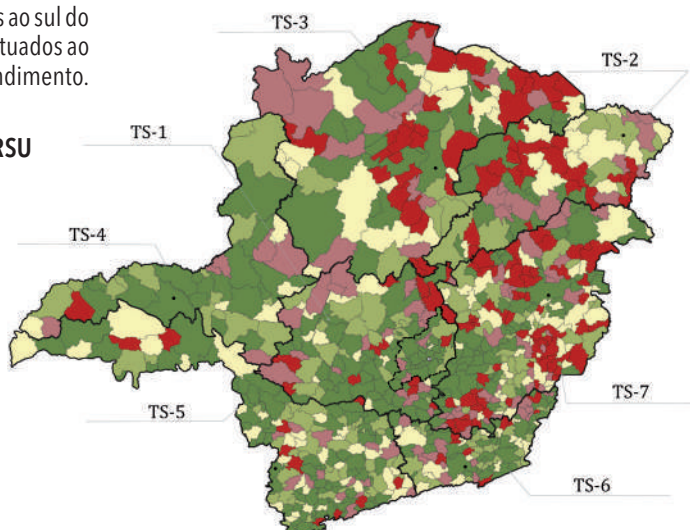 s ao sul do
tuados ao
ndimento.
RSU
TS-3
TS-2
TS-1
TS-4
TS-5
TS-7
TS-6